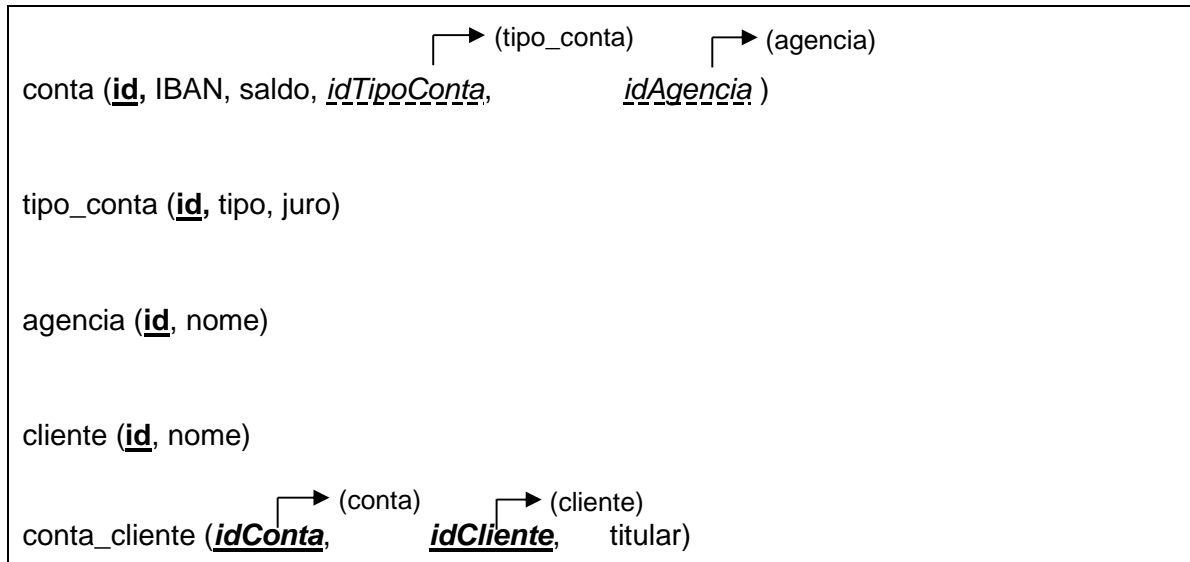 (tipo_conta) (agencia)
conta (id, IBAN, saldo, idTipoConta, idAgencia )
tipo_conta (id, tipo, juro)
agencia (id, nome)
cliente (id, nome)
(conta) (cliente)
conta_cliente (idConta, idCliente, titular)